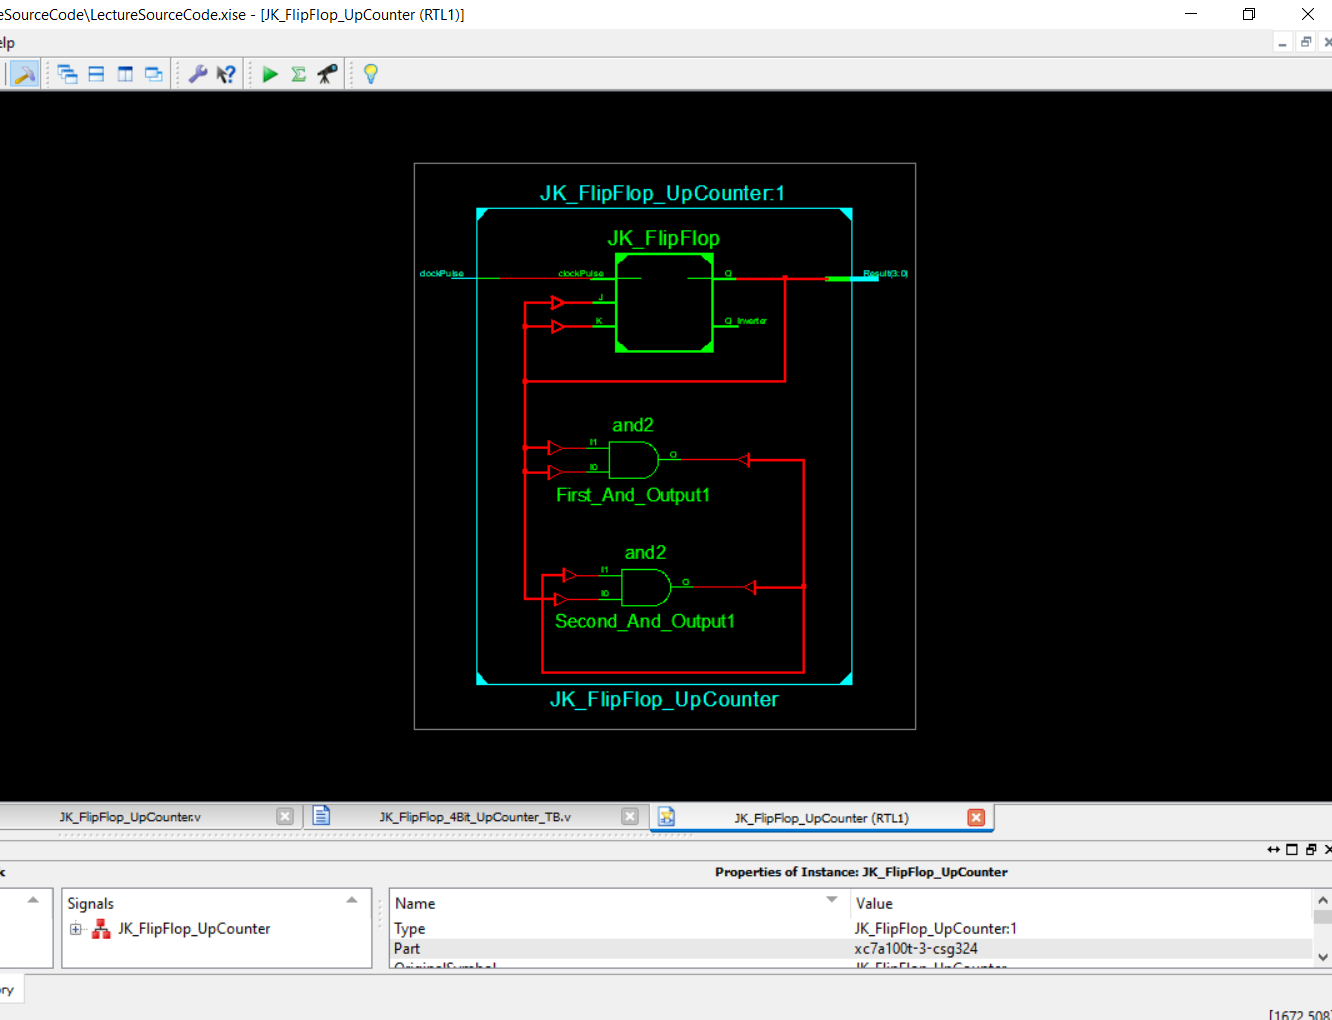 eSourceCode\LectureSourceCode.xise - [JK_FlipFlop_UpCounter (RTL1)]
elp
JK_FlipFlop_UpCounter:1
JK_FlipFlop
clockPulse
clockPulse
Q
Result(3:0)
J
K
Q_Inverter
and2
I1
O
I0
First_And_Output1
and2
I1
O
I0
Second_And_Output1
JK_FlipFlop_UpCounter
JK_FlipFlop_UpCounter.v
JK_FlipFlop_4Bit_UpCounter_TB.v
JK_FlipFlop_UpCounter (RTL1)
Properties of Instance: JK_FlipFlop_UpCounter
Signals
Name
Value
JK_FlipFlop_UpCounter
Type
JK_FlipFlop_UpCounter:1
Part
xc7a100t-3-csg324
OriginalSymbol
JK_FlipFlop_UpCounter
ry
[1672,508]